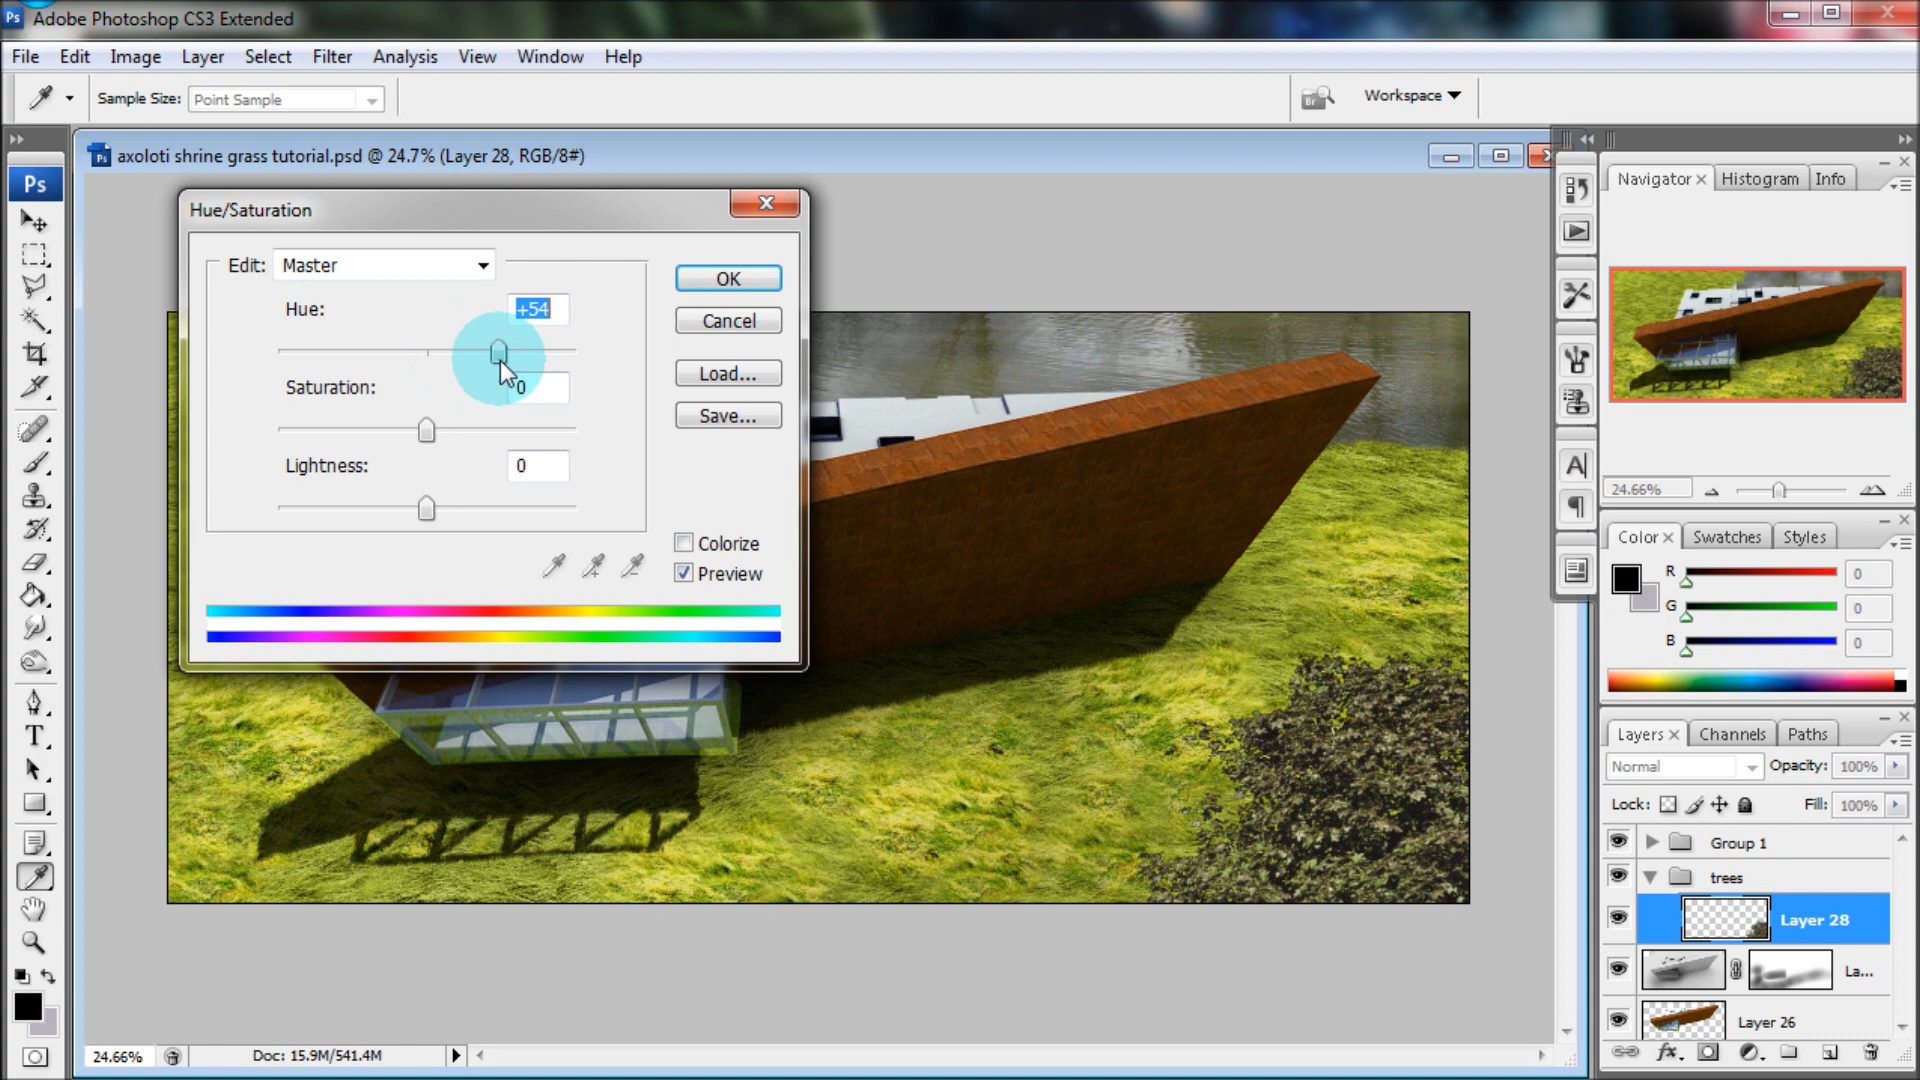 Ps Adobe Photoshop CS3 Extended
File Edit Image Layer Select Filter Analysis View Window Help
Sample Size: Point Sample
Br Workspace
Ps axoloti shrine grass tutorial.psd @ 24.7% (Layer 28, RGB/8#)
Ps
Hue/Saturation
Edit: Master
Hue: +54
Saturation: 0
Lightness: 0
OK
Cancel
Load...
Save...
Colorize
Preview
T
A
Navigator Histogram Info
24.66%
Color Swatches Styles
R 0
G 0
B 0
Layers Channels Paths
Normal Opacity: 100%
Lock: Fill: 100%
Group 1
trees
Layer 28
La...
Layer 26
fx
24.66% Doc: 15.9M/541.4M